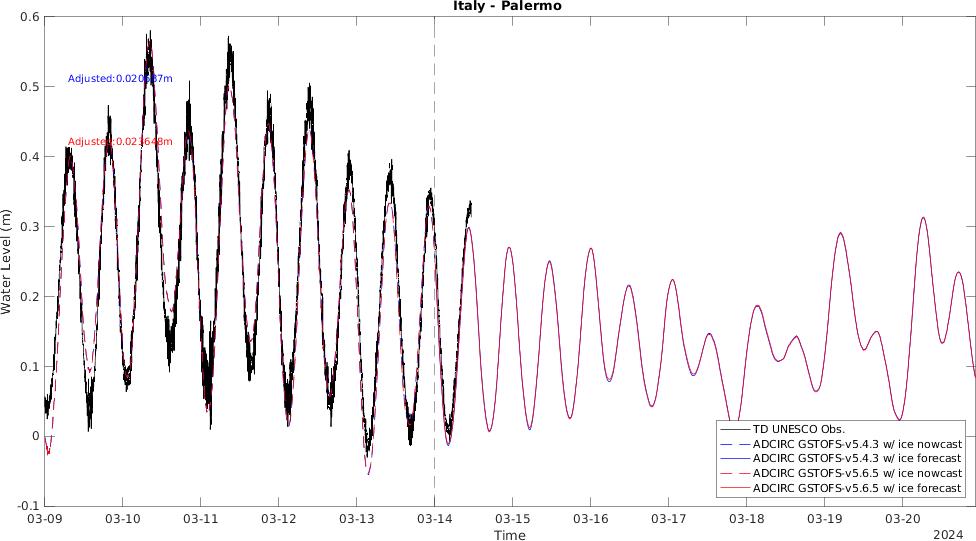 Italy - Palermo
0.6
0.5
0.4
0.3
0.2
0.1
0
-0.1
Water Level (m)
Adjusted:0.020687m
Adjusted:0.023648m
TD UNESCO Obs.
ADCIRC GSTOFS-v5.4.3 w/ ice nowcast
ADCIRC GSTOFS-v5.4.3 w/ ice forecast
ADCIRC GSTOFS-v5.6.5 w/ ice nowcast
ADCIRC GSTOFS-v5.6.5 w/ ice forecast
03-09 03-10 03-11 03-12 03-13 03-14 03-15 03-16 03-17 03-18 03-19 03-20
Time
2024